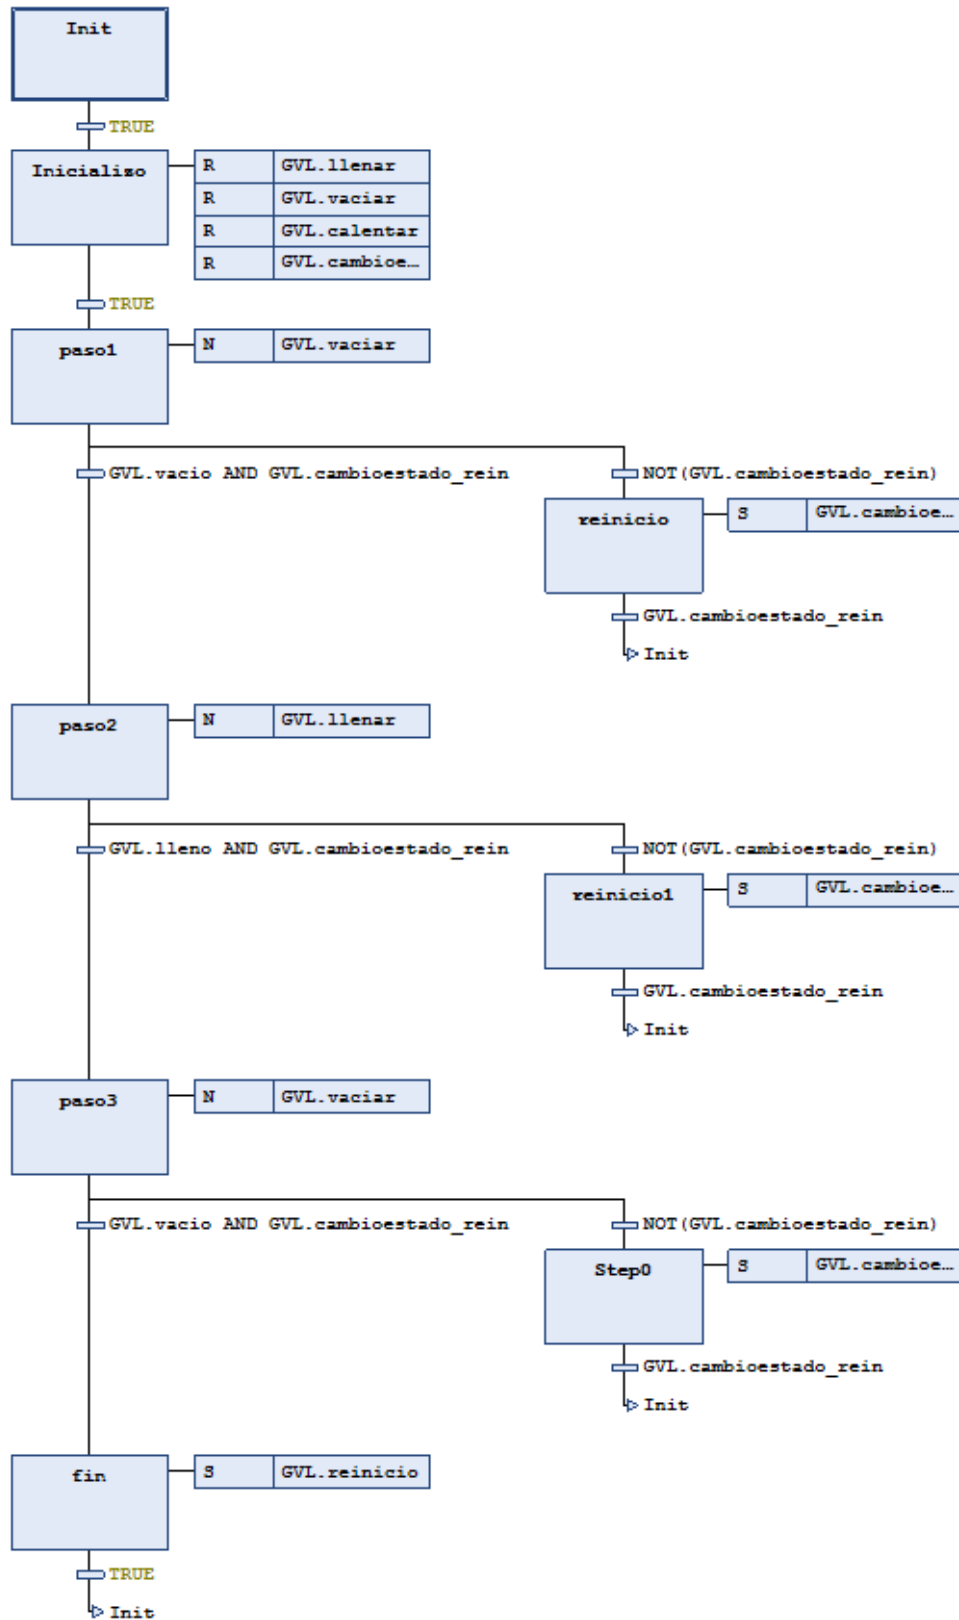 Init
TRUE
Inicializo
R GVL.llenar
R GVL.vaciar
R GVL.calentar
R GVL.cambioe…
TRUE
paso1
N GVL.vaciar
GVL.vacio AND GVL.cambioestado_rein
NOT(GVL.cambioestado_rein)
reinicio
S GVL.cambioe…
GVL.cambioestado_rein
Init
paso2
N GVL.llenar
GVL.lleno AND GVL.cambioestado_rein
NOT(GVL.cambioestado_rein)
reinicio1
S GVL.cambioe…
GVL.cambioestado_rein
Init
paso3
N GVL.vaciar
GVL.vacio AND GVL.cambioestado_rein
NOT(GVL.cambioestado_rein)
Step0
S GVL.cambioe…
GVL.cambioestado_rein
Init
fin
S GVL.reinicio
TRUE
Init